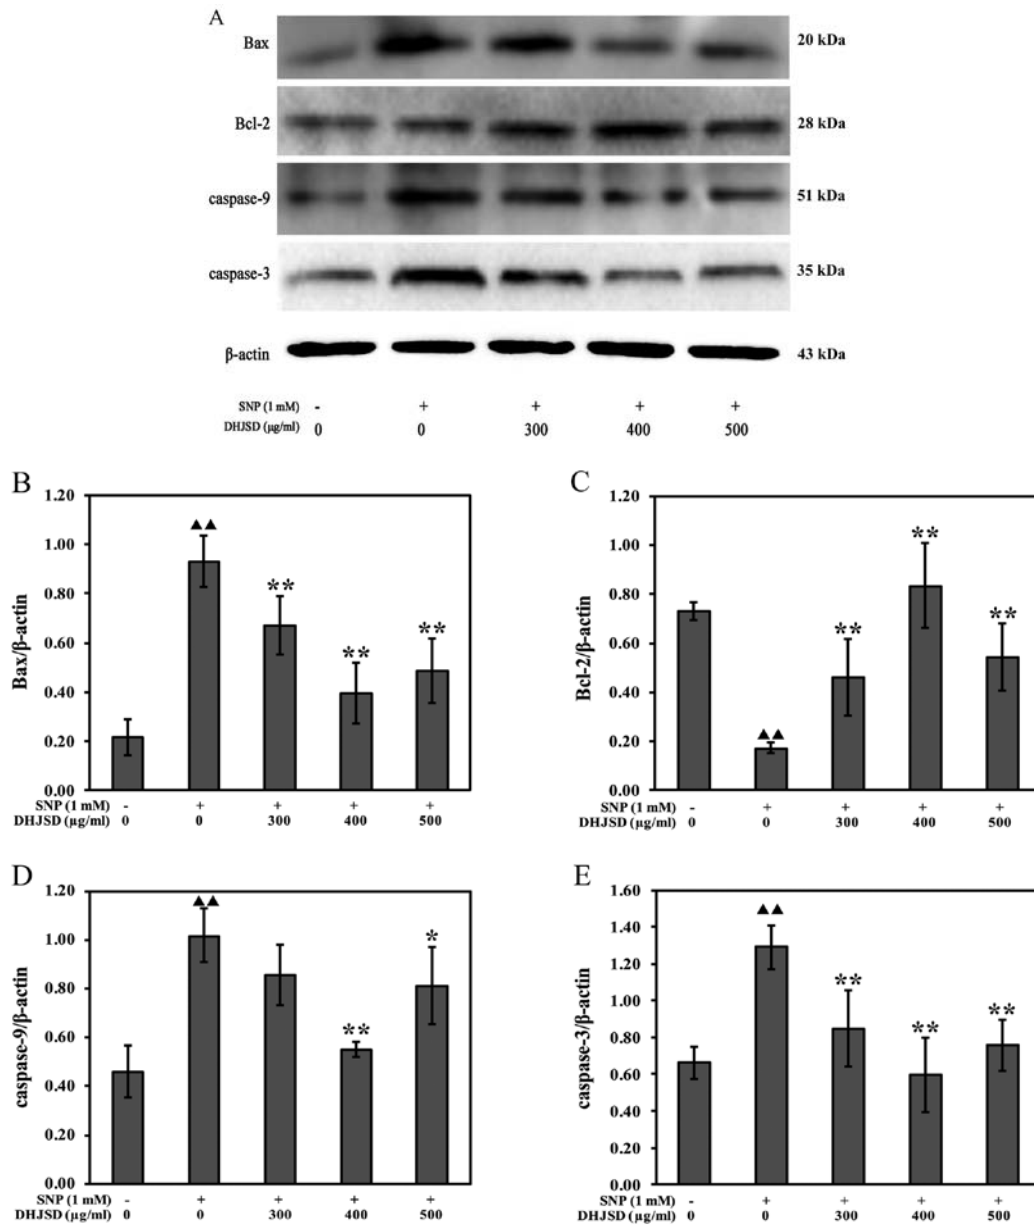 A
Bax 20 kDa
Bcl-2 28 kDa
caspase-9 51 kDa
caspase-3 35 kDa
β-actin 43 kDa
SNP (1 mM) - + + + +
DHJSD (µg/ml) 0 0 300 400 500
B
1.20
1.00
0.80
0.60
0.40
0.20
0.00
Bax/β-actin
▲▲ ** ** **
SNP (1 mM) - + + + +
DHJSD (µg/ml) 0 0 300 400 500
C
1.20
1.00
0.80
0.60
0.40
0.20
0.00
Bcl-2/β-actin
▲▲ ** ** **
SNP (1 mM) - + + + +
DHJSD (µg/ml) 0 0 300 400 500
D
1.20
1.00
0.80
0.60
0.40
0.20
0.00
caspase-9/β-actin
▲▲ ** *
SNP (1 mM) - + + + +
DHJSD (µg/ml) 0 0 300 400 500
E
1.60
1.40
1.20
1.00
0.80
0.60
0.40
0.20
0.00
caspase-3/β-actin
▲▲ ** ** **
SNP (1 mM) - + + + +
DHJSD (µg/ml) 0 0 300 400 500